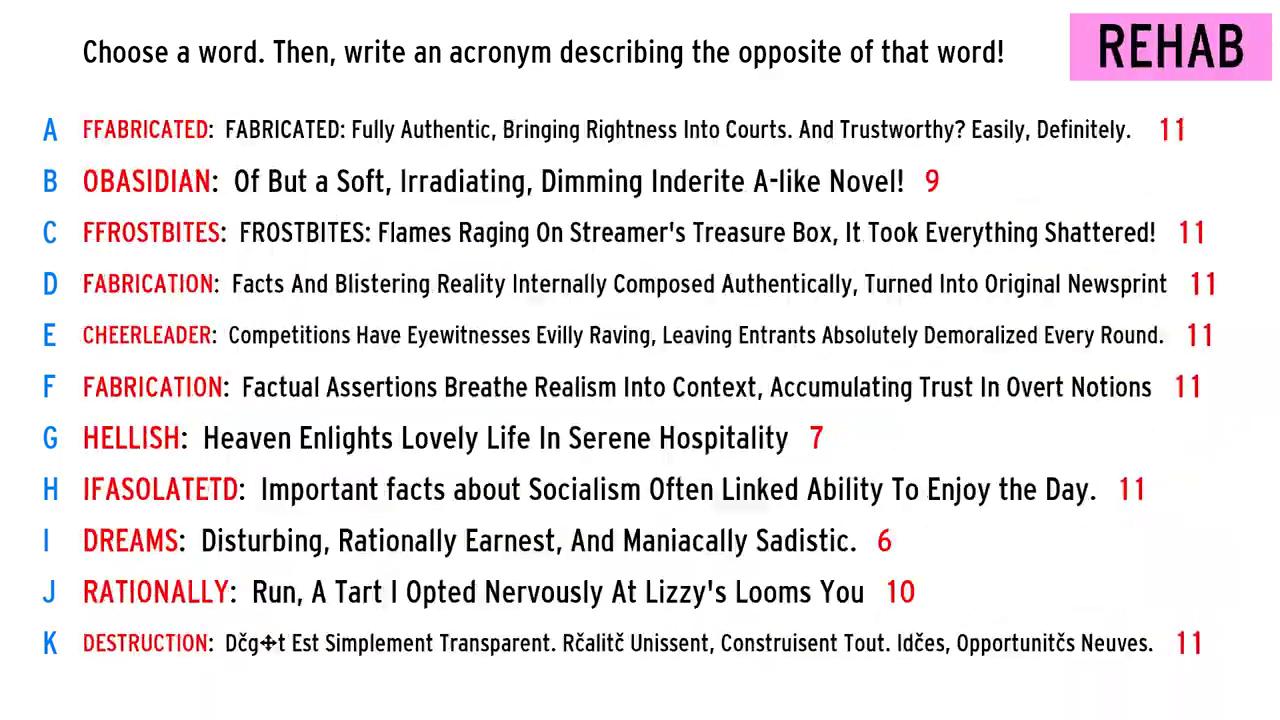 Choose a word. Then, write an acronym describing the opposite of that word!
REHAB
A FFABRICATED: FABRICATED: Fully Authentic, Bringing Rightness Into Courts. And Trustworthy? Easily, Definitely. 11
B OBASIDIAN: Of But a Soft, Irradiating, Dimming Inderite A-like Novel! 9
C FFROSTBITES: FROSTBITES: Flames Raging On Streamer's Treasure Box, It Took Everything Shattered! 11
D FABRICATION: Facts And Blistering Reality Internally Composed Authentically, Turned Into Original Newsprint 11
E CHEERLEADER: Competitions Have Eyewitnesses Evilly Raving, Leaving Entrants Absolutely Demoralized Every Round. 11
F FABRICATION: Factual Assertions Breathe Realism Into Context, Accumulating Trust In Overt Notions 11
G HELLISH: Heaven Enlights Lovely Life In Serene Hospitality 7
H IFASOLATETD: Important facts about Socialism Often Linked Ability To Enjoy the Day. 11
I DREAMS: Disturbing, Rationally Earnest, And Maniacally Sadistic. 6
J RATIONALLY: Run, A Tart I Opted Nervously At Lizzy's Looms You 10
K DESTRUCTION: Dčg✣t Est Simplement Transparent. Rčalitč Unissent, Construisent Tout. Idčes, Opportunitčs Neuves. 11